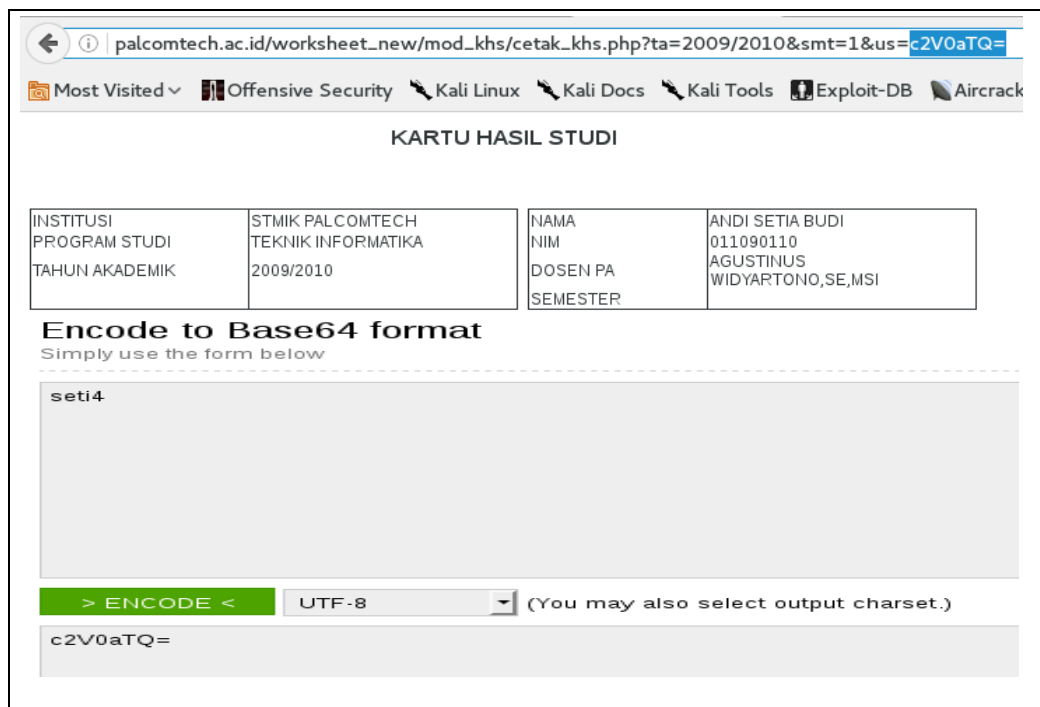 palcomtech.ac.id/worksheet_new/mod_khs/cetak_khs.php?ta=2009/2010&smt=1&us=c2V0aTQ=
Most Visited Offensive Security Kali Linux Kali Docs Kali Tools Exploit-DB Aircrack
KARTU HASIL STUDI
INSTITUSI STMIK PALCOMTECH NAMA ANDI SETIA BUDI
PROGRAM STUDI TEKNIK INFORMATIKA NIM 011090110
TAHUN AKADEMIK 2009/2010 DOSEN PA AGUSTINUS
WIDYARTONO,SE,MSI
SEMESTER
Encode to Base64 format
Simply use the form below
seti4
> ENCODE < UTF-8 (You may also select output charset.)
c2V0aTQ=